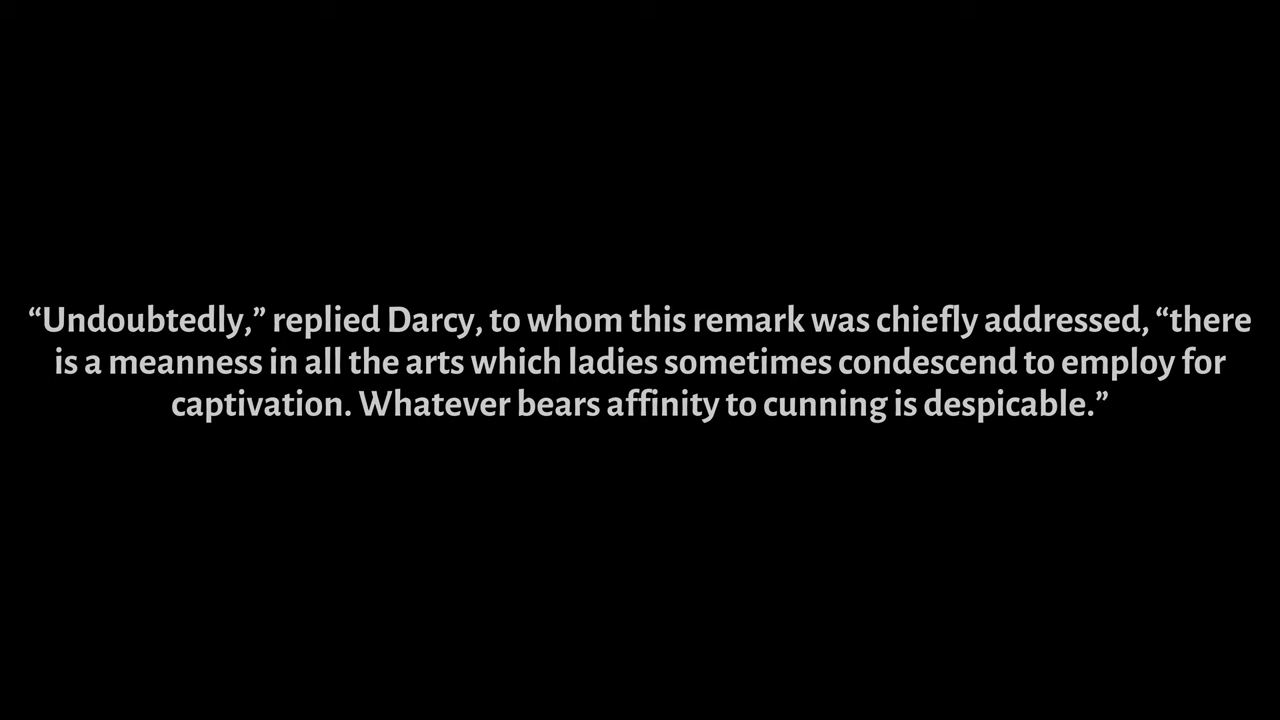 “Undoubtedly,” replied Darcy, to whom this remark was chiefly addressed, “there
is a meanness in all the arts which ladies sometimes condescend to employ for
captivation. Whatever bears affinity to cunning is despicable.”